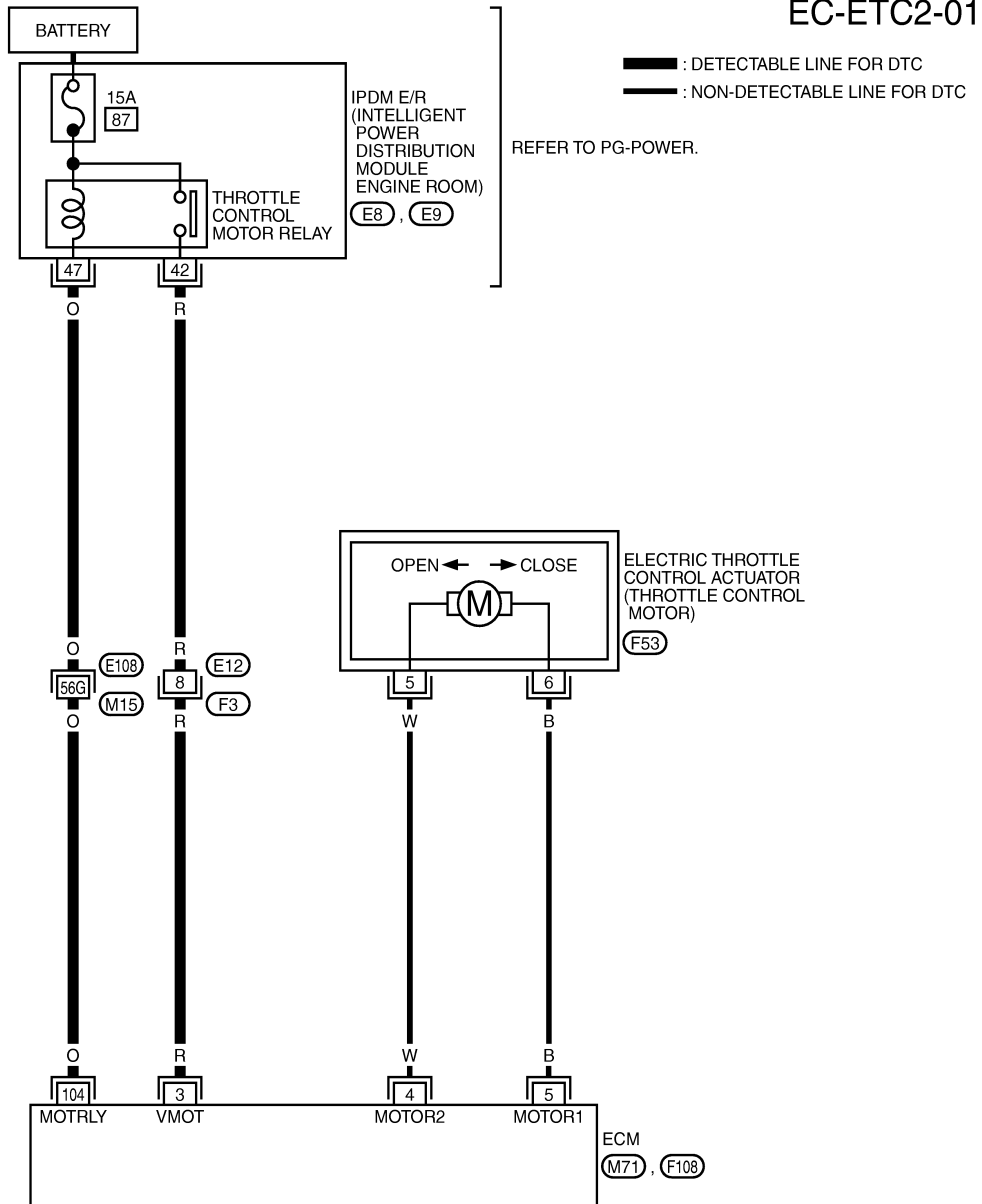 EC-ETC2-01
BATTERY
: DETECTABLE LINE FOR DTC
: NON-DETECTABLE LINE FOR DTC
15A
87
IPDM E/R
(INTELLIGENT
POWER
DISTRIBUTION
MODULE
ENGINE ROOM)
E8 , E9
REFER TO PG-POWER.
THROTTLE
CONTROL
MOTOR RELAY
47 42
O R
OPEN CLOSE
M
ELECTRIC THROTTLE
CONTROL ACTUATOR
(THROTTLE CONTROL
MOTOR)
F53
O R
E108 E12
56G 8 5 6
M15 F3
O R W B
O R W B
104 3 4 5
MOTRLY VMOT MOTOR2 MOTOR1
ECM
M71 , F108